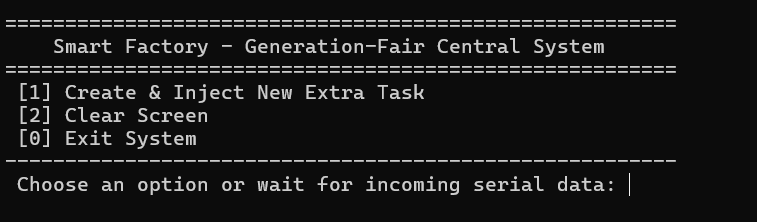 ========================================================
Smart Factory - Generation-Fair Central System
========================================================
[1] Create & Inject New Extra Task
[2] Clear Screen
[0] Exit System
--------------------------------------------------------
Choose an option or wait for incoming serial data: